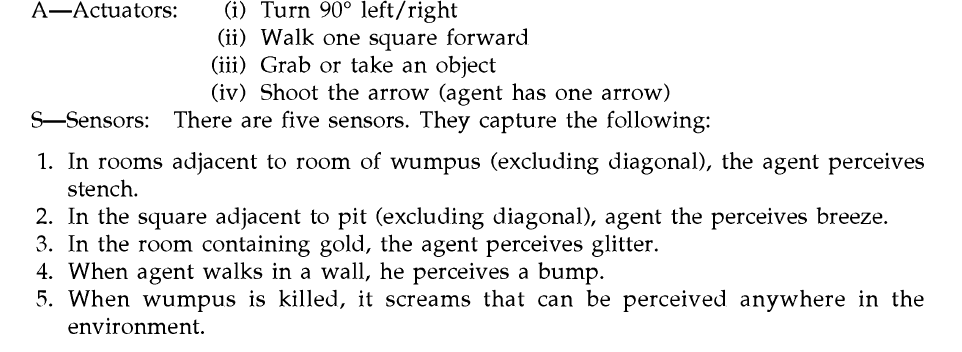 A—Actuators: (i) Turn 90° left/right
(ii) Walk one square forward
(iii) Grab or take an object
(iv) Shoot the arrow (agent has one arrow)
S—Sensors: There are five sensors. They capture the following:
1. In rooms adjacent to room of wumpus (excluding diagonal), the agent perceives
stench.
2. In the square adjacent to pit (excluding diagonal), agent the perceives breeze.
3. In the room containing gold, the agent perceives glitter.
4. When agent walks in a wall, he perceives a bump.
5. When wumpus is killed, it screams that can be perceived anywhere in the
environment.